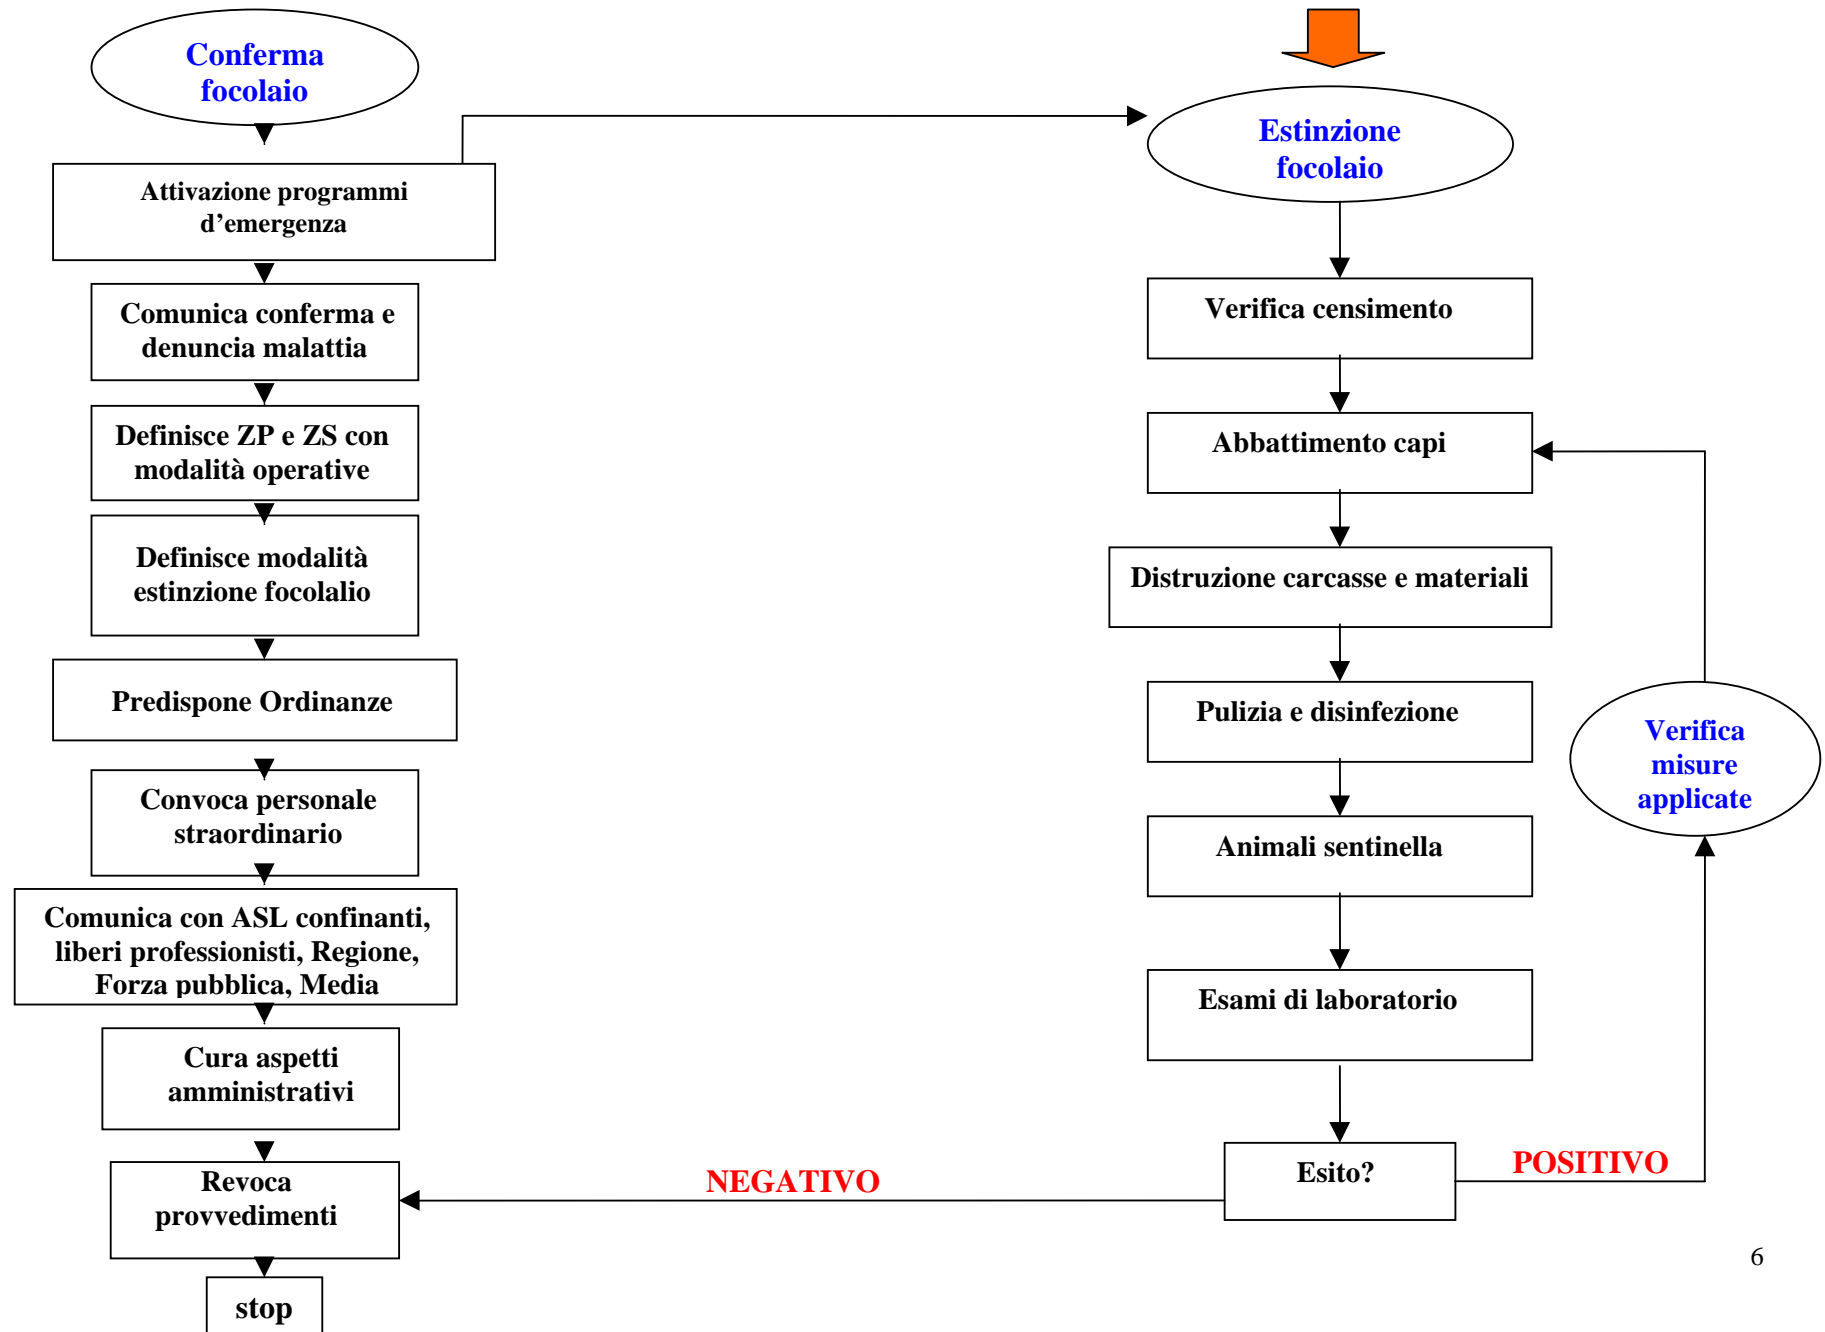 Conferma
focolaio
Attivazione programmi
d’emergenza
Comunica conferma e
denuncia malattia
Definisce ZP e ZS con
modalità operative
Definisce modalità
estinzione focolalio
Predispone Ordinanze
Convoca personale
straordinario
Comunica con ASL confinanti,
liberi professionisti, Regione,
Forza pubblica, Media
Cura aspetti
amministrativi
Revoca
provvedimenti
stop
Estinzione
focolaio
Verifica censimento
Abbattimento capi
Distruzione carcasse e materiali
Pulizia e disinfezione
Animali sentinella
Esami di laboratorio
Esito?
NEGATIVO
POSITIVO
Verifica
misure
applicate
6